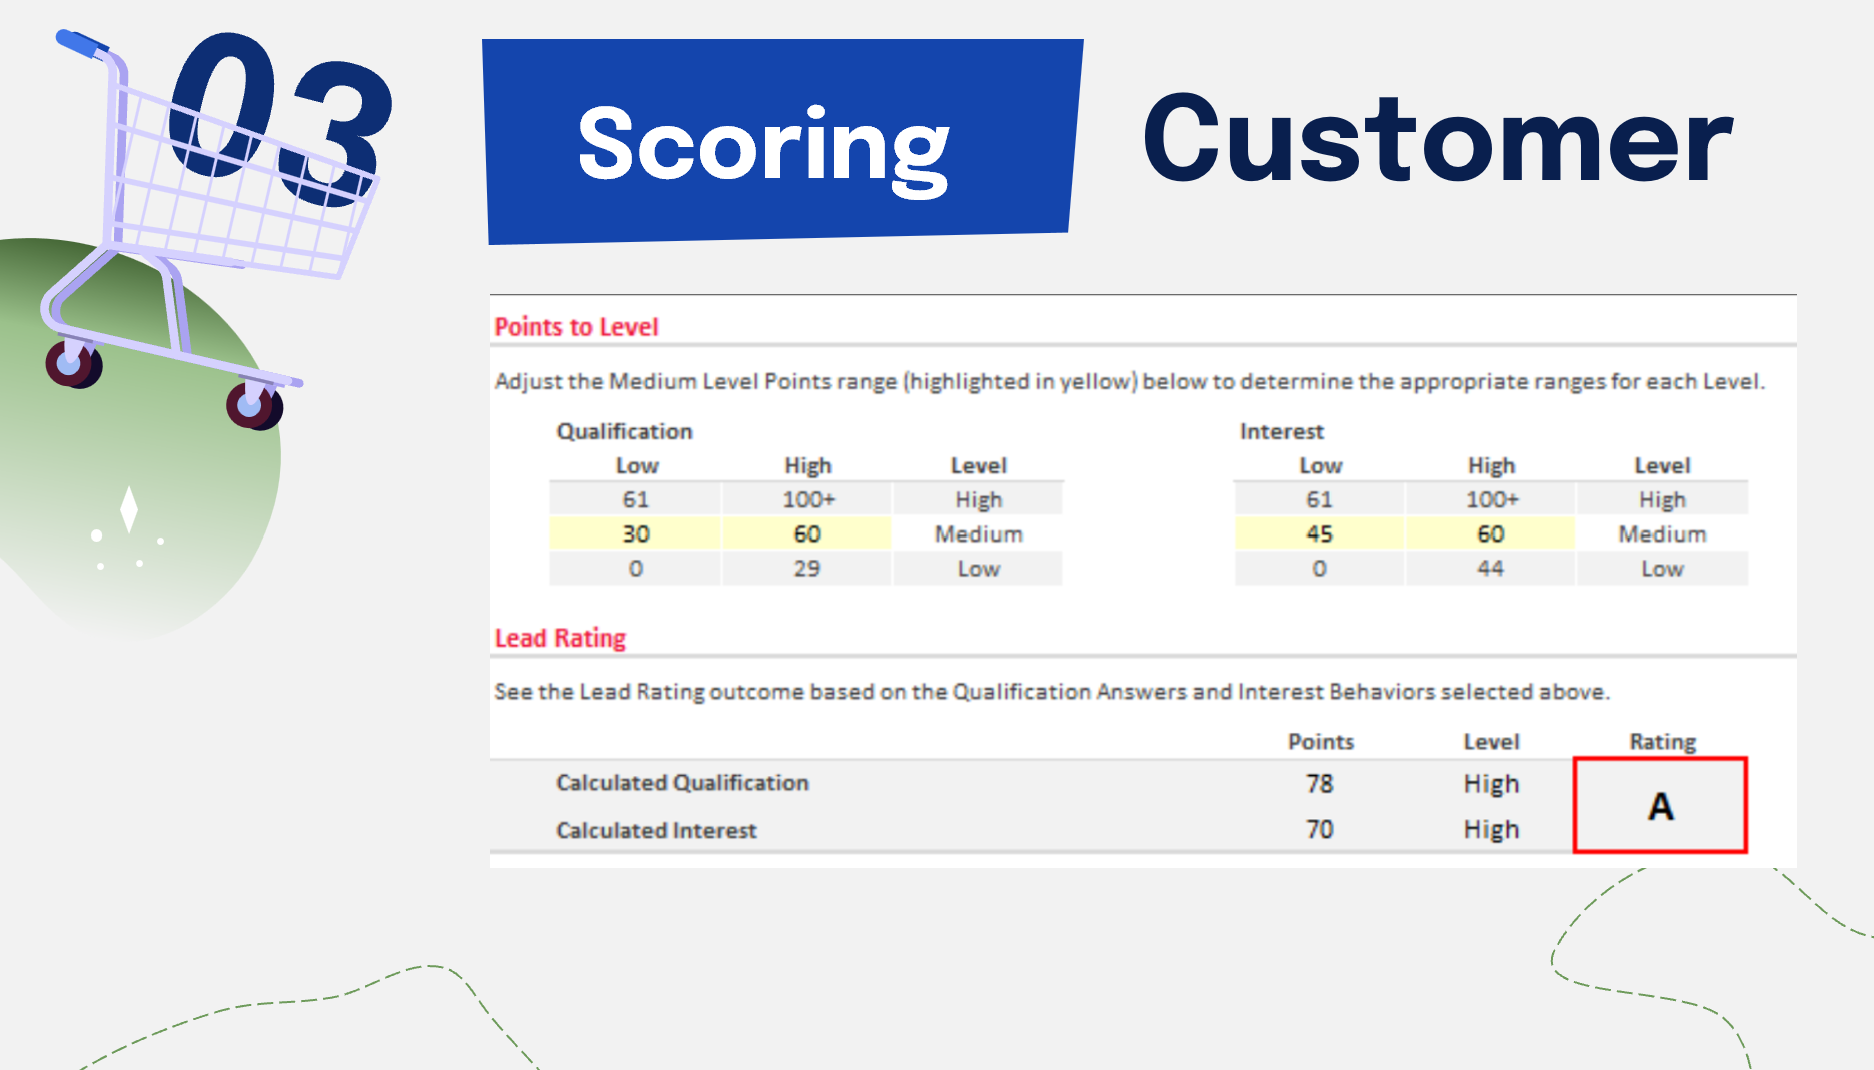 03
Scoring Customer
Points to Level
Adjust the Medium Level Points range (highlighted in yellow) below to determine the appropriate ranges for each Level.
Qualification Interest
Low High Level Low High Level
61 100+ High 61 100+ High
30 60 Medium 45 60 Medium
0 29 Low 0 44 Low
Lead Rating
See the Lead Rating outcome based on the Qualification Answers and Interest Behaviors selected above.
Points Level Rating
Calculated Qualification 78 High
A
Calculated Interest 70 High